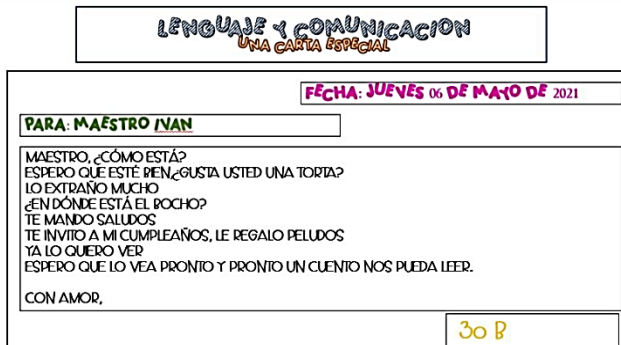 LENGUAJE Y COMUNICACION
UNA CARTA ESPECIAL
FECHA: JUEVES 06 DE MAYO DE 2021
PARA: MAESTRO IVAN
MAESTRO, ¿CÓMO ESTÁ?
ESPERO QUE ESTÉ BIEN,¿GUSTA USTED UNA TORTA?
LO EXTRAÑO MUCHO
¿EN DÓNDE ESTÁ EL BOCHO?
TE MANDO SALUDOS
TE INVITO A MI CUMPLEAÑOS, LE REGALO PELUDOS
YA LO QUIERO VER
ESPERO QUE LO VEA PRONTO Y PRONTO UN CUENTO NOS PUEDA LEER.
CON AMOR,
3o B